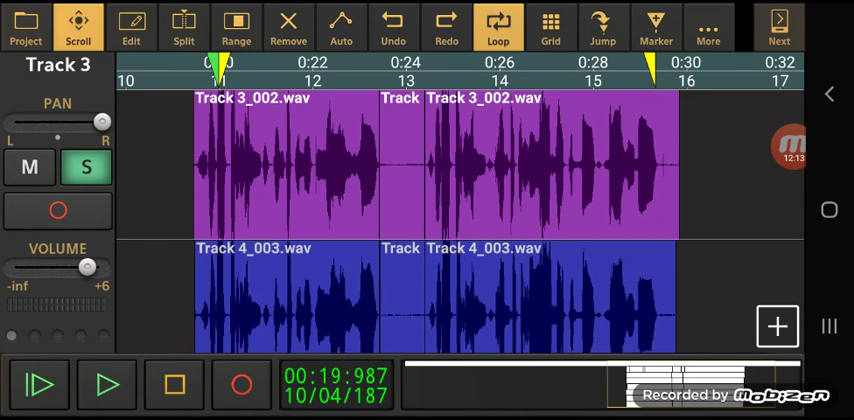 Project Scroll Edit Split Range Remove Auto Undo Redo Loop Grid Jump Marker More Next
Track 3
0:22 0:24 0:26 0:28 0:30 0:32
10 11 12 13 14 15 16 17
PAN
L R
M S
VOLUME
-inf +6
Track 3_002.wav Track Track 3_002.wav
12:13
Track 4_003.wav Track Track 4_003.wav
00:19:987
10/04/187
Recorded by Mobizen